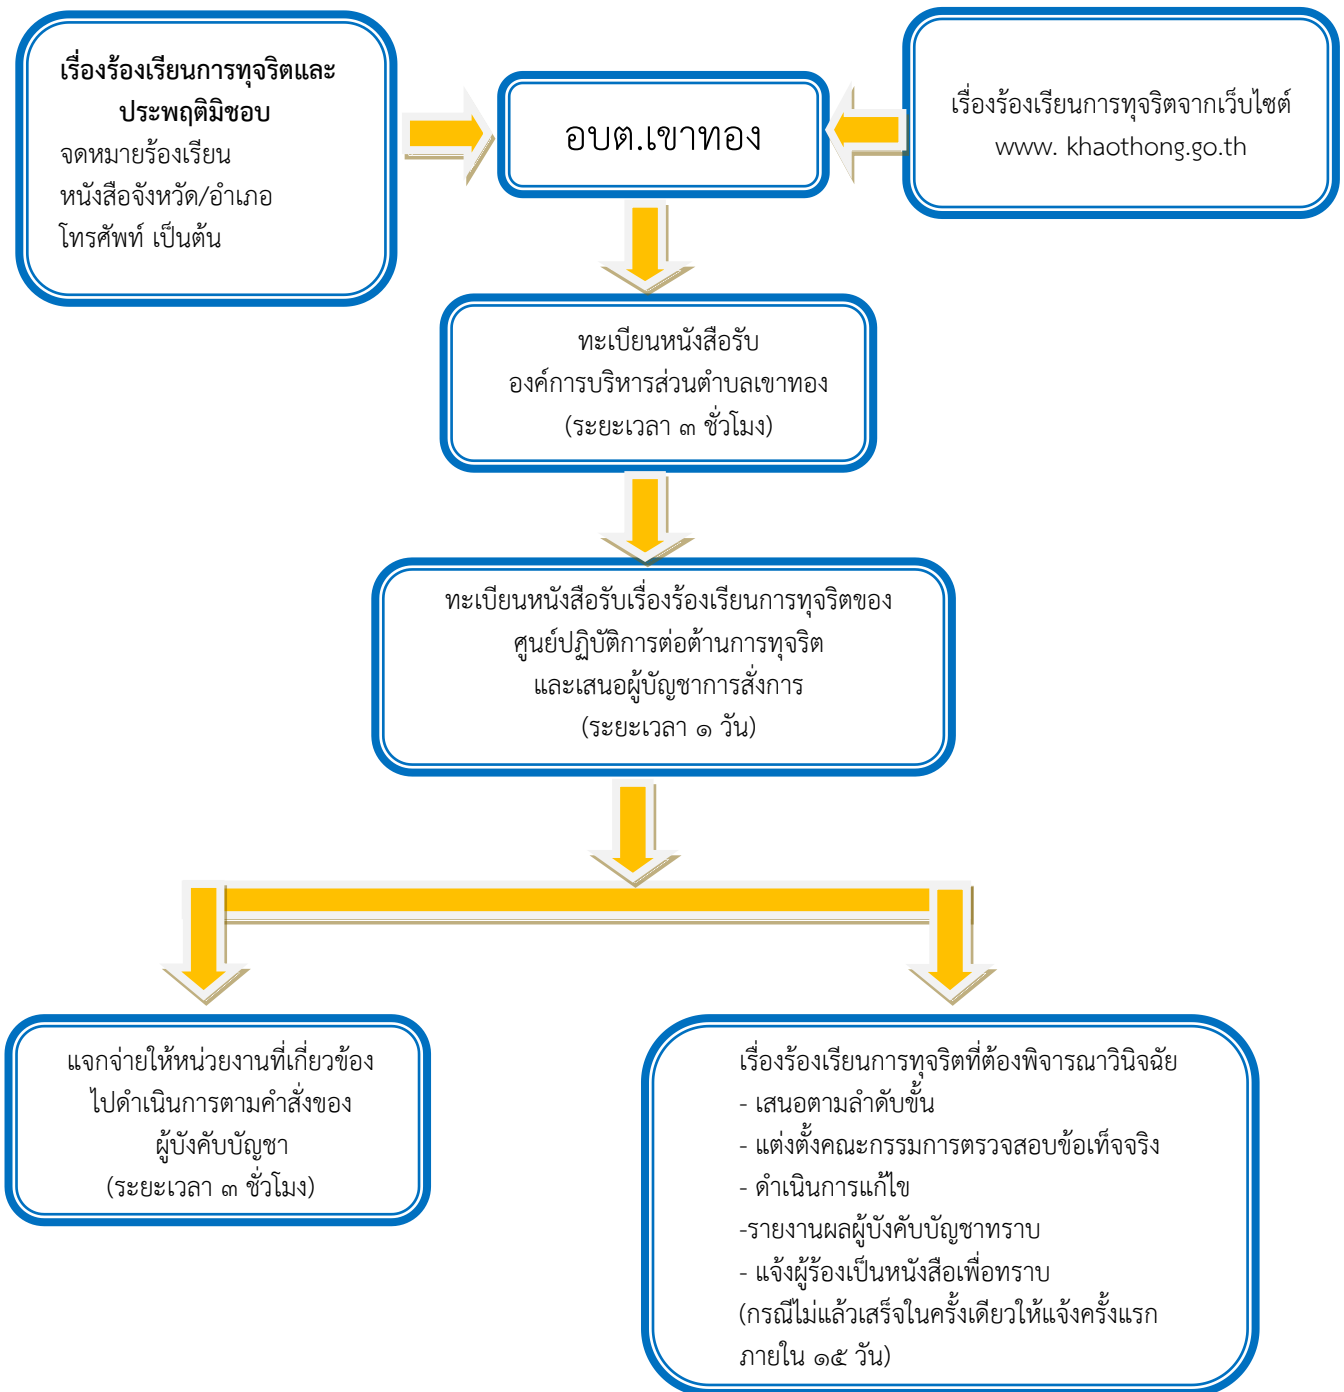 เรื่องร้องเรียนการทุจริตและ
ประพฤติมิชอบ
จดหมายร้องเรียน
หนังสือจังหวัด/อำเภอ
โทรศัพท์ เป็นต้น
อบต.เขาทอง
เรื่องร้องเรียนการทุจริตจากเว็บไซต์
www. khaothong.go.th
ทะเบียนหนังสือรับ
องค์การบริหารส่วนตำบลเขาทอง
(ระยะเวลา ๓ ชั่วโมง)
ทะเบียนหนังสือรับเรื่องร้องเรียนการทุจริตของ
ศูนย์ปฏิบัติการต่อต้านการทุจริต
และเสนอผู้บัญชาการสั่งการ
(ระยะเวลา ๑ วัน)
แจกจ่ายให้หน่วยงานที่เกี่ยวข้อง
ไปดำเนินการตามคำสั่งของ
ผู้บังคับบัญชา
(ระยะเวลา ๓ ชั่วโมง)
เรื่องร้องเรียนการทุจริตที่ต้องพิจารณาวินิจฉัย
- เสนอตามลำดับขั้น
- แต่งตั้งคณะกรรมการตรวจสอบข้อเท็จจริง
- ดำเนินการแก้ไข
-รายงานผลผู้บังคับบัญชาทราบ
- แจ้งผู้ร้องเป็นหนังสือเพื่อทราบ
(กรณีไม่แล้วเสร็จในครั้งเดียวให้แจ้งครั้งแรก
ภายใน ๑๕ วัน)